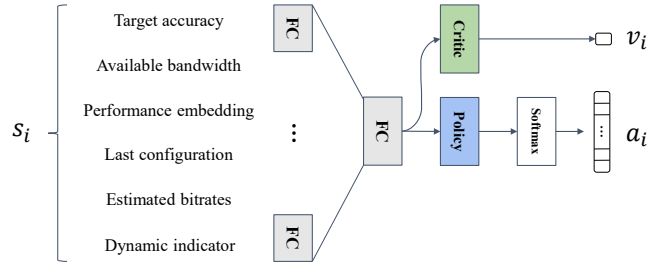 Target accuracy
Available bandwidth
Performance embedding
Last configuration
Estimated bitrates
Dynamic indicator
s_i
FC
...
FC
FC
Critic
Policy
Softmax
v_i
...
a_i